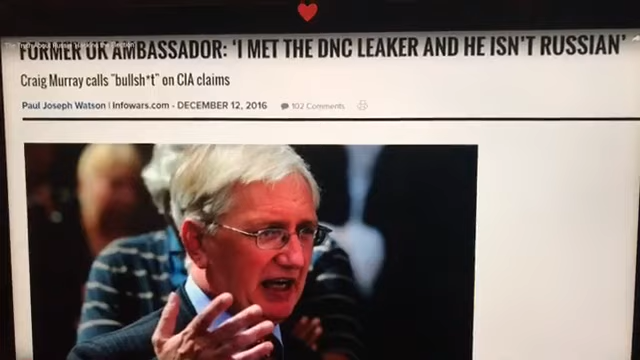 FORMER UK AMBASSADOR: ‘I MET THE DNC LEAKER AND HE ISN’T RUSSIAN’
Craig Murray calls "bullsh*t" on CIA claims
Paul Joseph Watson | Infowars.com - DECEMBER 12, 2016 102 Comments